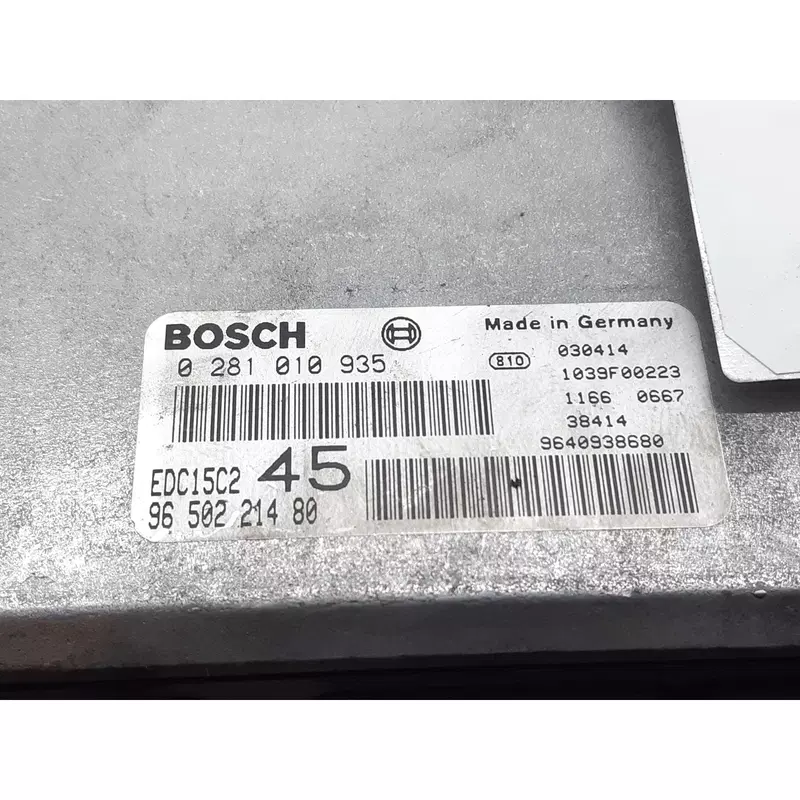 BOSCH
Made in Germany
0 281 010 935
810
030414
1039F00223
1166 0667
38414
9640938680
EDC15C2 45
96 502 214 80